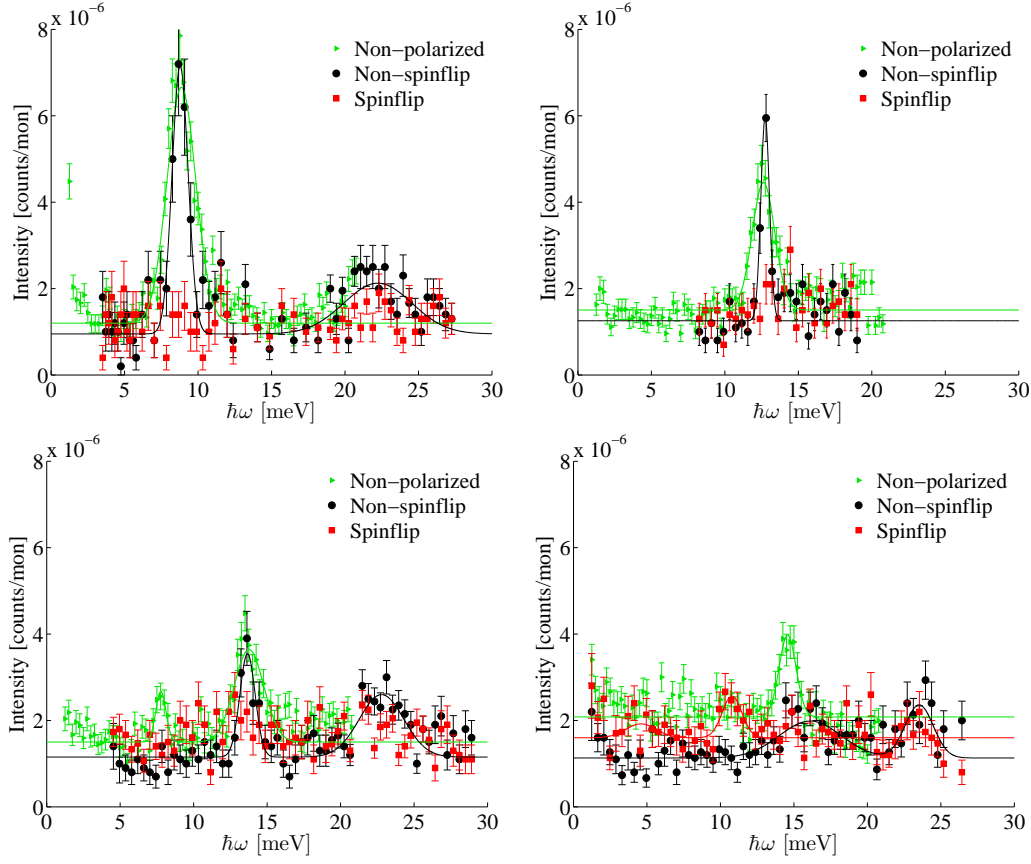 x 10⁻⁶
8
6
4
2
0
Intensity [counts/mon]
Non−polarized
Non−spinflip
Spinflip
0 5 10 15 20 25 30
ħω [meV]
x 10⁻⁶
8
6
4
2
0
Intensity [counts/mon]
Non−polarized
Non−spinflip
Spinflip
0 5 10 15 20 25 30
ħω [meV]
x 10⁻⁶
8
6
4
2
0
Intensity [counts/mon]
Non−polarized
Non−spinflip
Spinflip
0 5 10 15 20 25 30
ħω [meV]
x 10⁻⁶
8
6
4
2
0
Intensity [counts/mon]
Non−polarized
Non−spinflip
Spinflip
0 5 10 15 20 25 30
ħω [meV]